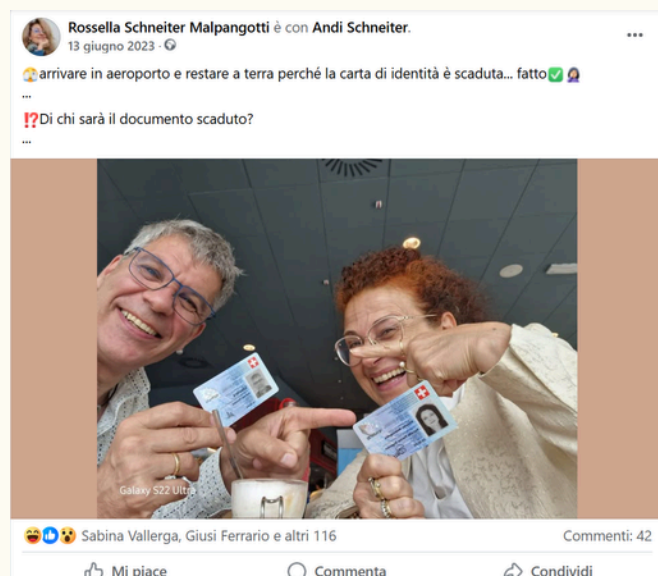 Rossella Schneiter Malpangotti è con Andi Schneiter.
13 giugno 2023 ·
arrivare in aeroporto e restare a terra perché la carta di identità è scaduta... fatto✅
...
⁉️Di chi sarà il documento scaduto?
...
Galaxy S22 Ultra
Sabina Vallerga, Giusi Ferrario e altri 116
Commenti: 42
Mi piace
Commenta
Condividi